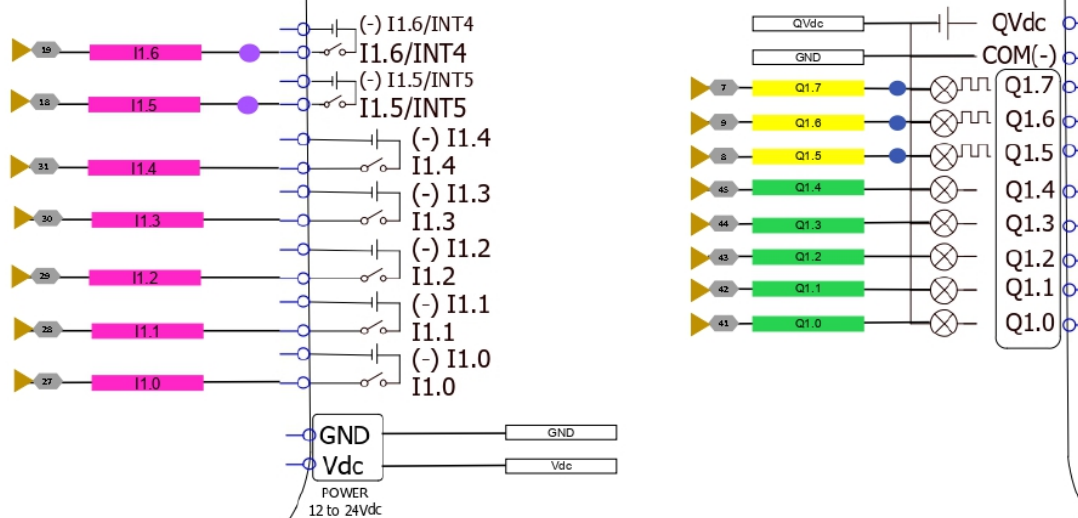 (-) I1.6/INT4
19 I1.6 I1.6/INT4
(-) I1.5/INT5
18 I1.5 I1.5/INT5
(-) I1.4
31 I1.4 I1.4
(-) I1.3
30 I1.3 I1.3
(-) I1.2
29 I1.2 I1.2
(-) I1.1
28 I1.1 I1.1
(-) I1.0
27 I1.0 I1.0
GND GND
Vdc Vdc
POWER
12 to 24Vdc
QVdc QVdc
GND COM(-)
7 Q1.7 Q1.7
9 Q1.6 Q1.6
8 Q1.5 Q1.5
45 Q1.4 Q1.4
44 Q1.3 Q1.3
43 Q1.2 Q1.2
42 Q1.1 Q1.1
41 Q1.0 Q1.0